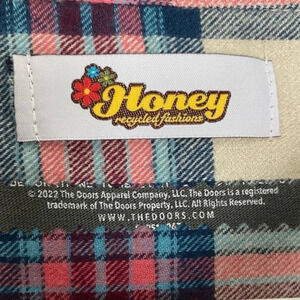 Honey
recycled fashions
© 2022 The Doors Apparel Company, LLC. The Doors is a registered
trademark of The Doors Property, LLC. All Rights Reserved.
WWW.THEDOORS.COM